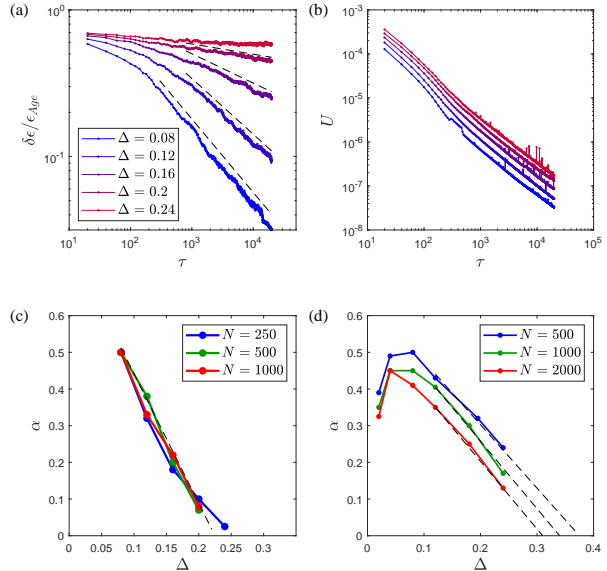 (a)
10^0
10^-1
δϵ/ϵ_Age
Δ = 0.08
Δ = 0.12
Δ = 0.16
Δ = 0.2
Δ = 0.24
10^1 10^2 10^3 10^4
τ
(b)
10^-3
10^-4
10^-5
10^-6
10^-7
10^-8
U
10^1 10^2 10^3 10^4 10^5
τ
(c)
0.6
0.5
0.4
0.3
0.2
0.1
0
α
N = 250
N = 500
N = 1000
0 0.05 0.1 0.15 0.2 0.25 0.3
Δ
(d)
0.6
0.5
0.4
0.3
0.2
0.1
0
α
N = 500
N = 1000
N = 2000
0 0.1 0.2 0.3 0.4
Δ